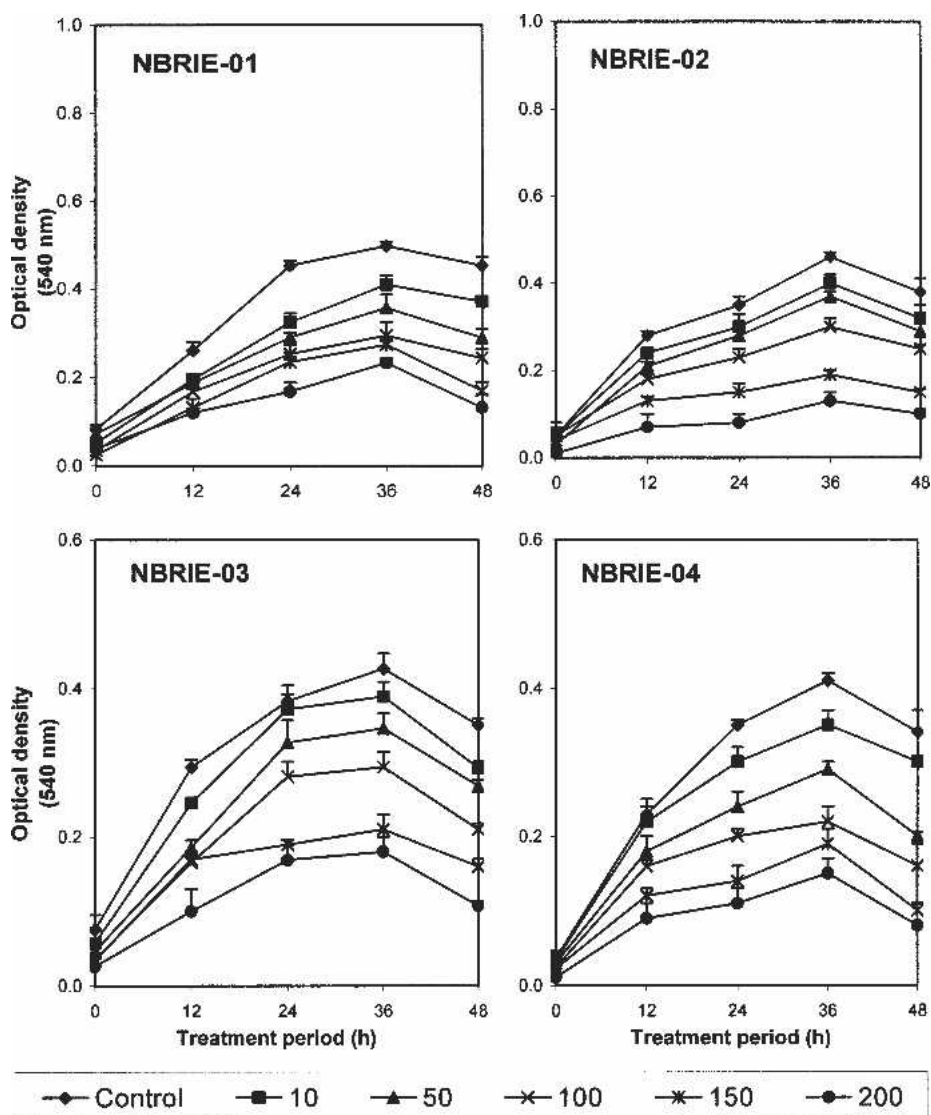 NBRIE-01
1.0
0.8
0.6
0.4
0.2
0.0
Optical density
(540 nm)
0 12 24 36 48
NBRIE-02
1.0
0.8
0.6
0.4
0.2
0.0
0 12 24 36 48
NBRIE-03
0.6
0.4
0.2
0.0
Optical density
(540 nm)
0 12 24 36 48
Treatment period (h)
NBRIE-04
0.6
0.4
0.2
0.0
0 12 24 36 48
Treatment period (h)
Control 10 50 100 150 200